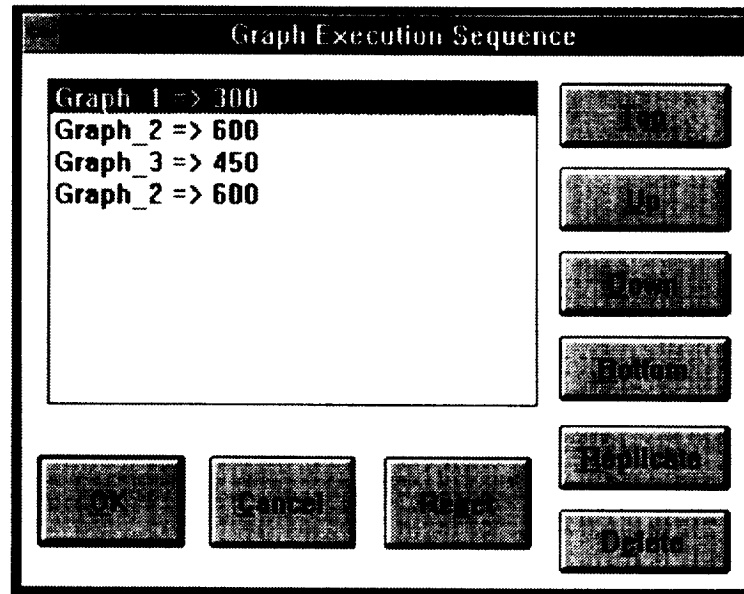 Graph Execution Sequence
Graph_1 => 300
Graph_2 => 600
Graph_3 => 450
Graph_2 => 600
Top
Up
Down
Bottom
Replicate
Delete
OK
Cancel
Reset